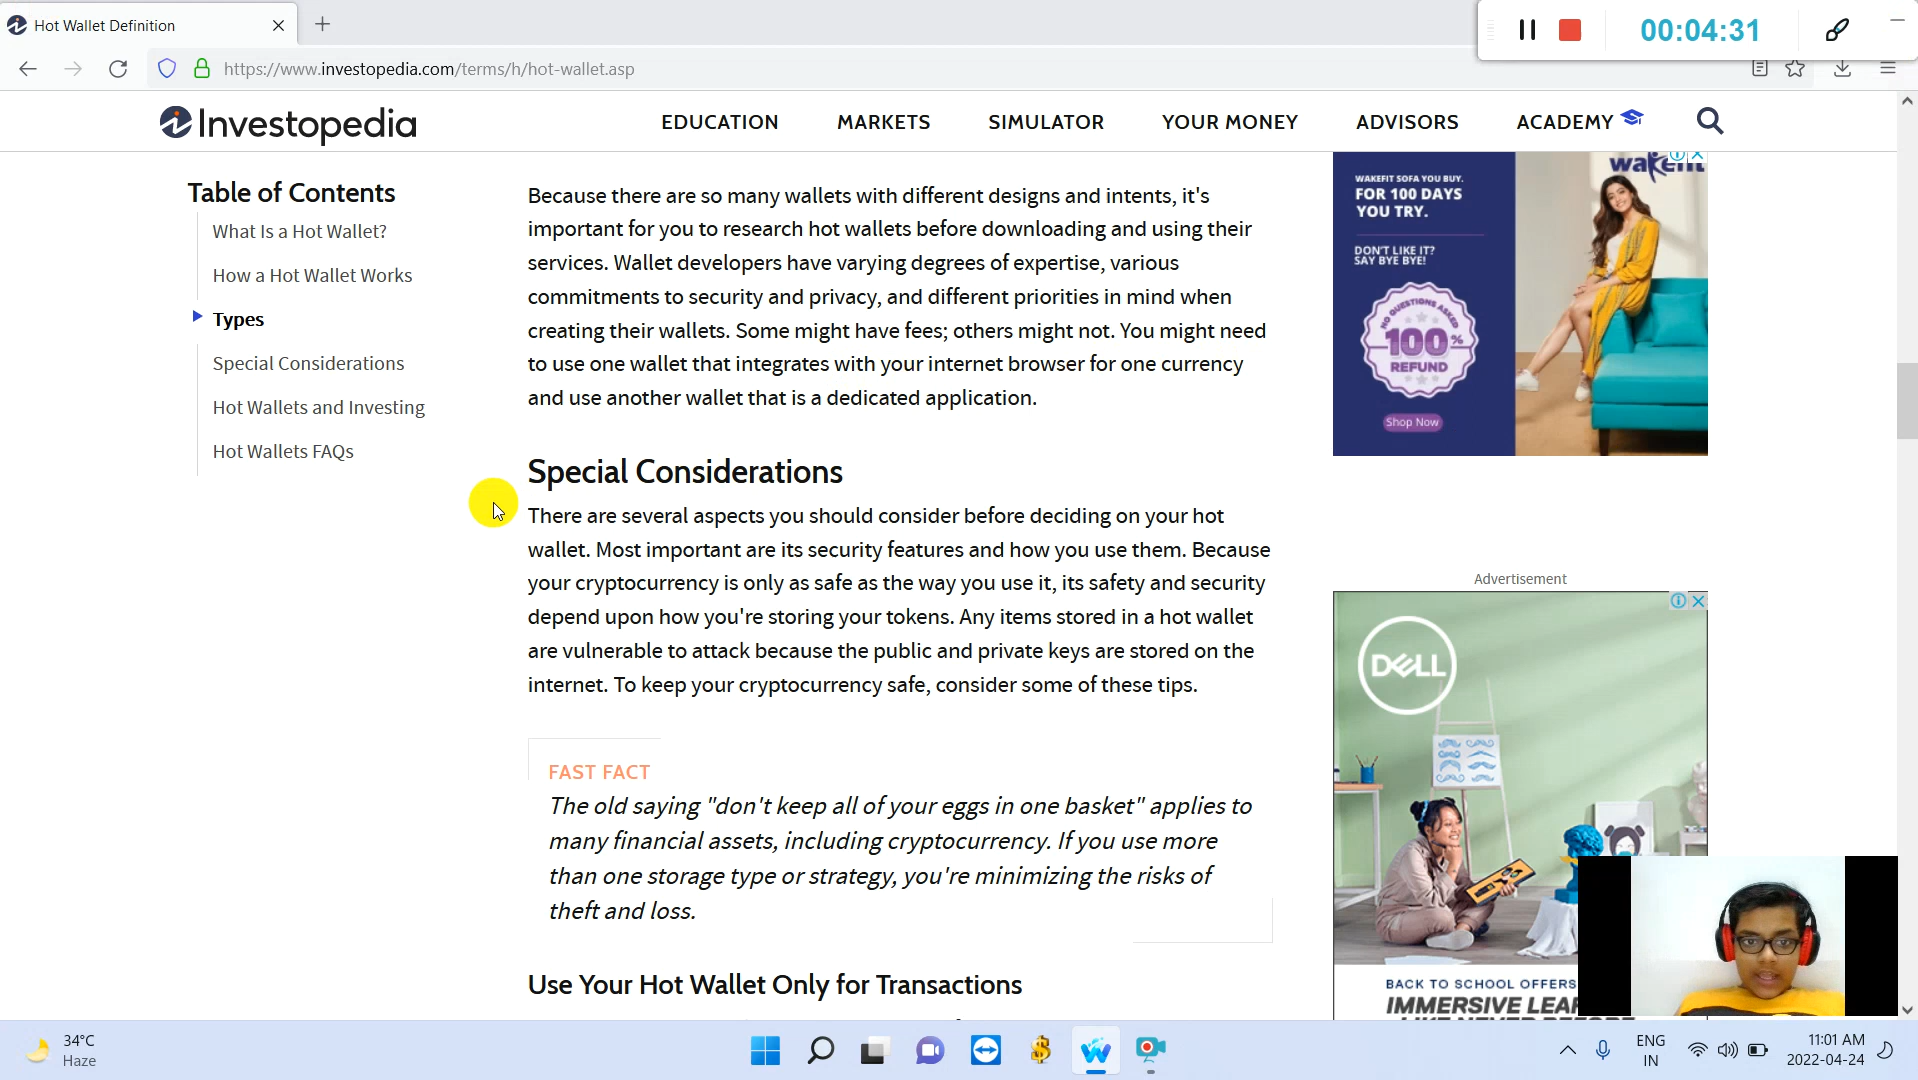 Hot Wallet Definition
00:04:31
https://www.investopedia.com/terms/h/hot-wallet.asp
Investopedia
EDUCATION
MARKETS
SIMULATOR
YOUR MONEY
ADVISORS
ACADEMY
Table of Contents
What Is a Hot Wallet?
How a Hot Wallet Works
Types
Special Considerations
Hot Wallets and Investing
Hot Wallets FAQs
Because there are so many wallets with different designs and intents, it's
important for you to research hot wallets before downloading and using their
services. Wallet developers have varying degrees of expertise, various
commitments to security and privacy, and different priorities in mind when
creating their wallets. Some might have fees; others might not. You might need
to use one wallet that integrates with your internet browser for one currency
and use another wallet that is a dedicated application.
Special Considerations
There are several aspects you should consider before deciding on your hot
wallet. Most important are its security features and how you use them. Because
your cryptocurrency is only as safe as the way you use it, its safety and security
depend upon how you're storing your tokens. Any items stored in a hot wallet
are vulnerable to attack because the public and private keys are stored on the
internet. To keep your cryptocurrency safe, consider some of these tips.
FAST FACT
The old saying "don't keep all of your eggs in one basket" applies to
many financial assets, including cryptocurrency. If you use more
than one storage type or strategy, you're minimizing the risks of
theft and loss.
Use Your Hot Wallet Only for Transactions
wakefit
WAKEFIT SOFA YOU BUY.
FOR 100 DAYS
YOU TRY.
DON'T LIKE IT?
SAY BYE BYE!
NO QUESTIONS ASKED
100%
REFUND
Shop Now
Advertisement
DELL
BACK TO SCHOOL OFFERS
34°C
Haze
ENG
IN
11:01 AM
2022-04-24